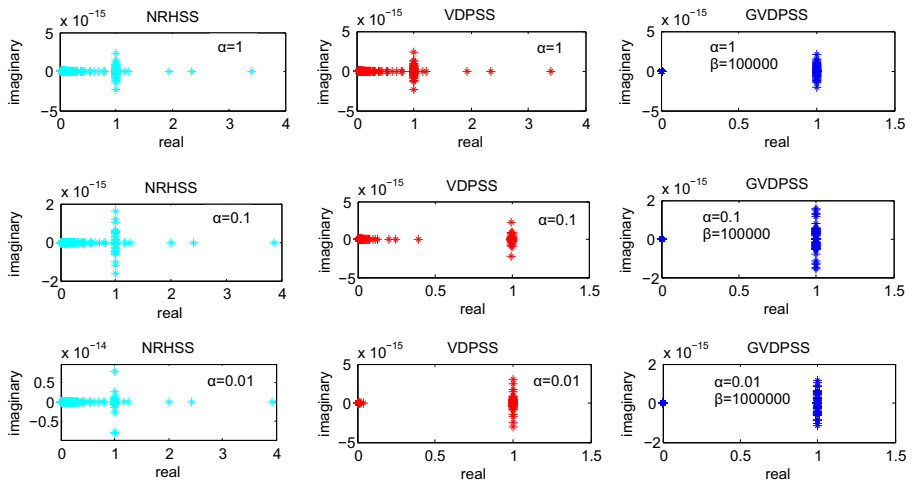 x 10⁻¹⁵
NRHSS
5
0
−5
imaginary
α=1
0
1
2
3
4
real
x 10⁻¹⁵
VDPSS
5
0
−5
imaginary
α=1
0
1
2
3
4
real
x 10⁻¹⁵
GVDPSS
5
0
−5
imaginary
α=1
β=100000
0
0.5
1
1.5
real
x 10⁻¹⁵
NRHSS
2
0
−2
imaginary
α=0.1
0
1
2
3
4
real
x 10⁻¹⁵
VDPSS
5
0
−5
imaginary
α=0.1
0
0.5
1
1.5
real
x 10⁻¹⁵
GVDPSS
2
0
−2
imaginary
α=0.1
β=100000
0
0.5
1
1.5
real
x 10⁻¹⁴
NRHSS
0.5
0
−0.5
imaginary
α=0.01
0
1
2
3
4
real
x 10⁻¹⁵
VDPSS
5
0
−5
imaginary
α=0.01
0
0.5
1
1.5
real
x 10⁻¹⁵
GVDPSS
2
0
−2
imaginary
α=0.01
β=1000000
0
0.5
1
1.5
real